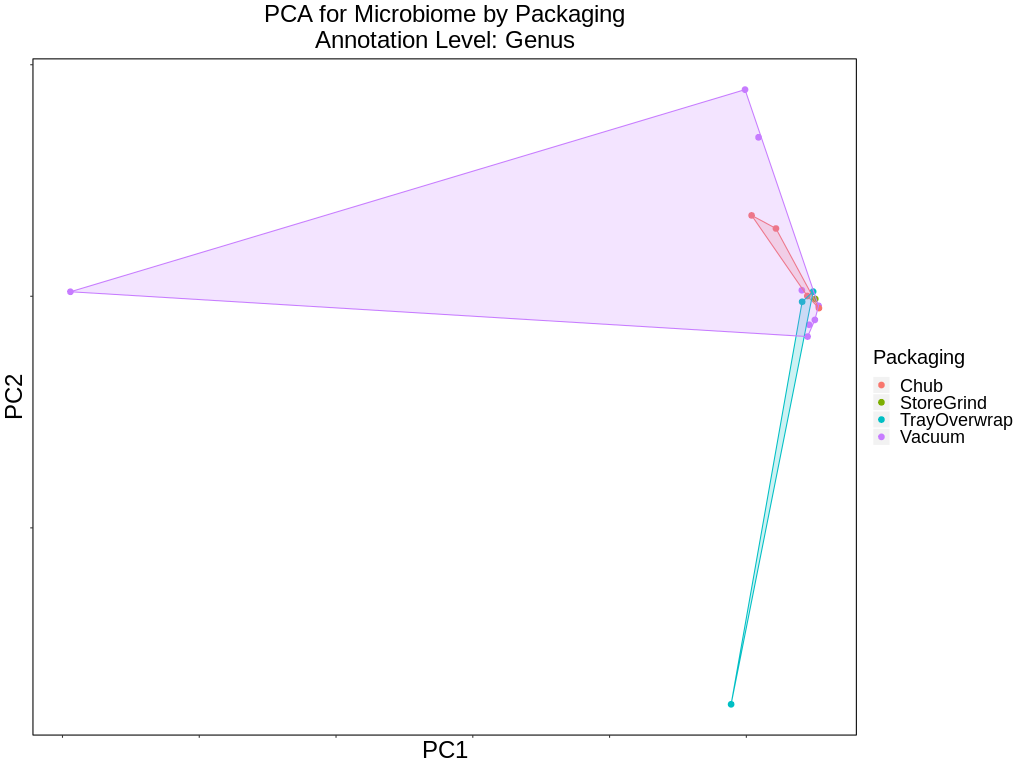 PCA for Microbiome by Packaging
Annotation Level: Genus
PC2
PC1
Packaging
Chub
StoreGrind
TrayOverwrap
Vacuum